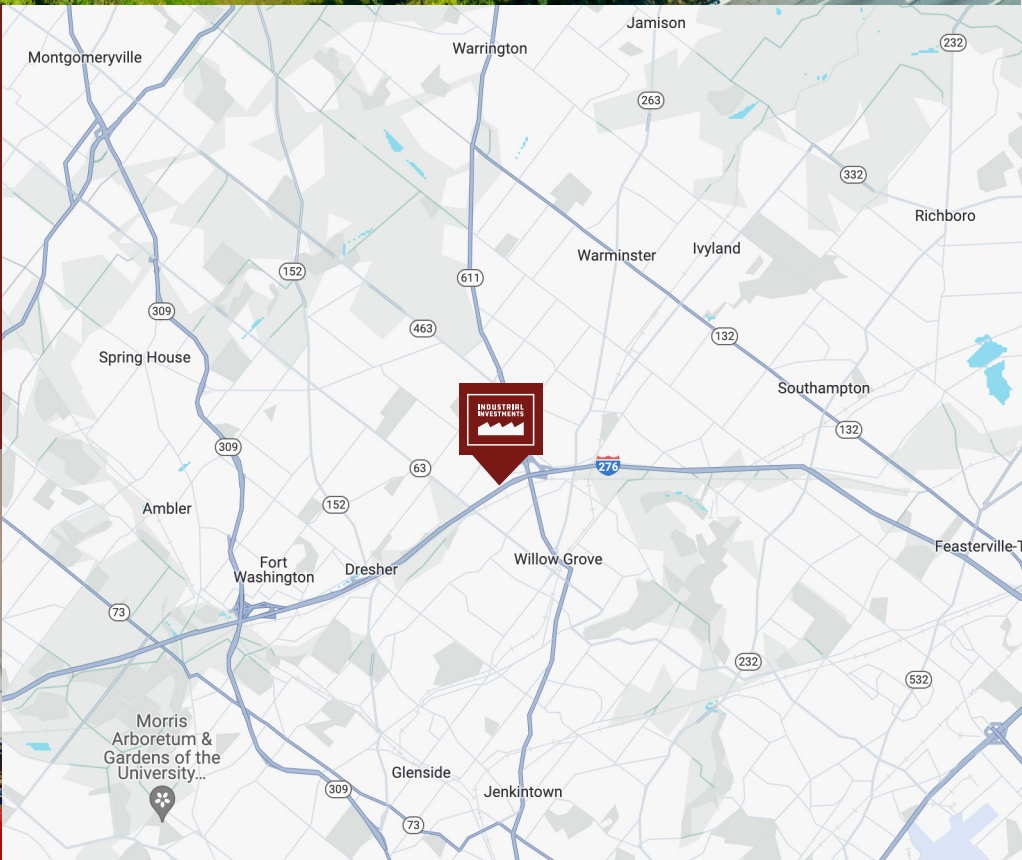 Jamison
Montgomeryville
Warrington
232
263
332
Richboro
Warminster
Ivyland
152
611
309
463
132
Spring House
Southampton
INDUSTRIAL
INVESTMENTS
132
309
63
276
152
Ambler
Feasterville-T
Willow Grove
Fort
Washington
Dresher
73
232
532
Morris
Arboretum &
Gardens of the
University...
Glenside
309
Jenkintown
73